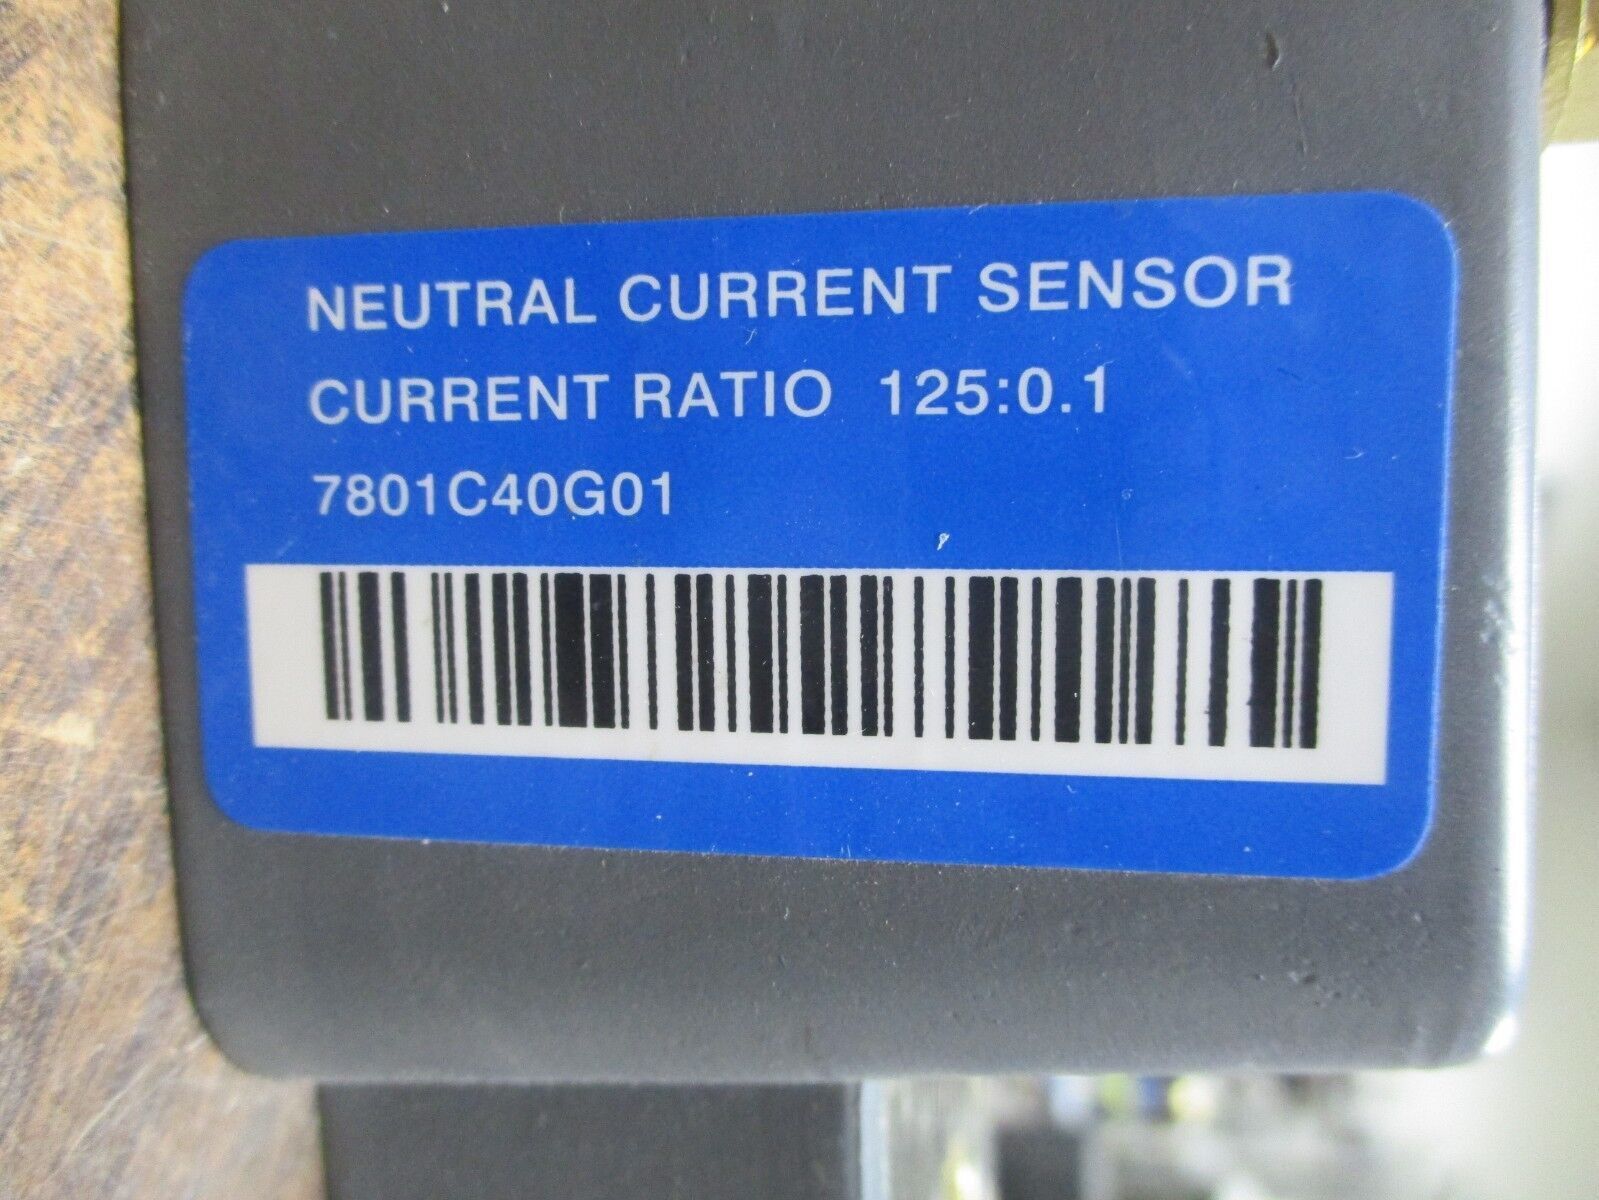 NEUTRAL CURRENT SENSOR
CURRENT RATIO 125:0.1
7801C40G01